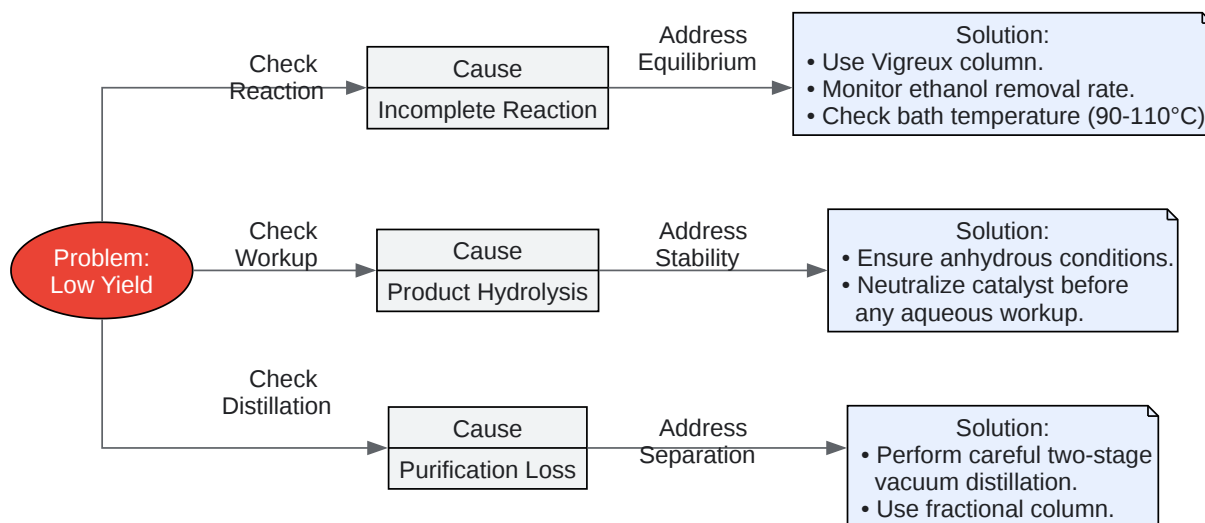 Problem:
Low Yield
Check
Reaction
Cause
Incomplete Reaction
Address
Equilibrium
Solution:
• Use Vigreux column.
• Monitor ethanol removal rate.
• Check bath temperature (90-110°C)
Check
Workup
Cause
Product Hydrolysis
Address
Stability
Solution:
• Ensure anhydrous conditions.
• Neutralize catalyst before
any aqueous workup.
Check
Distillation
Cause
Purification Loss
Address
Separation
Solution:
• Perform careful two-stage
vacuum distillation.
• Use fractional column.